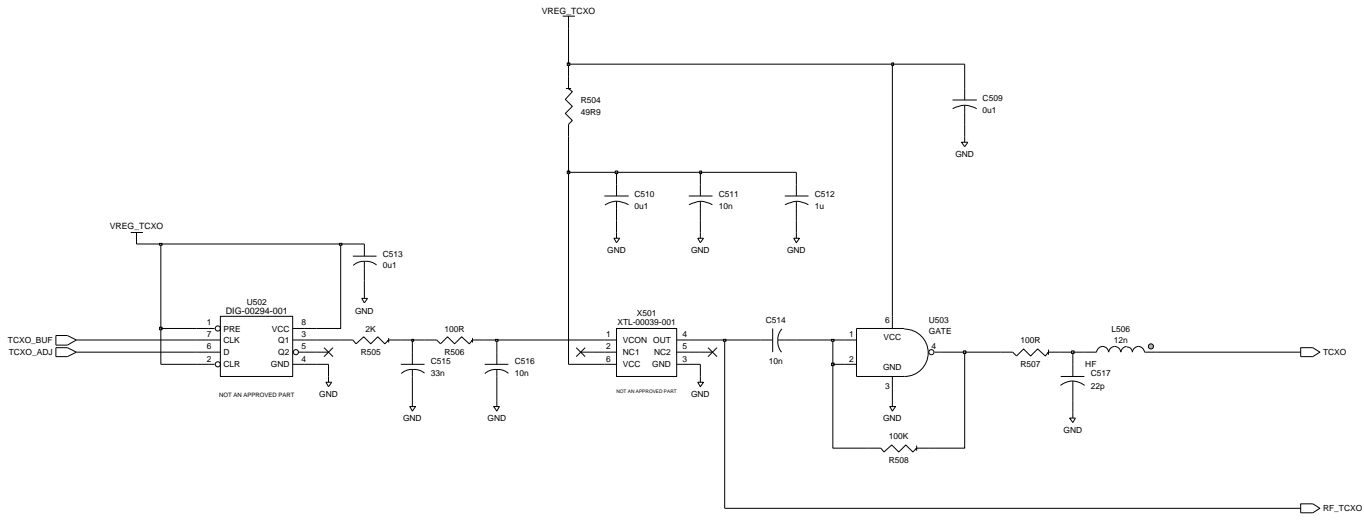 VREG_TCXO
R504
49R9
C509
0u1
GND
C510
0u1
C511
10n
C512
1u
GND
GND
GND
VREG_TCXO
C513
0u1
GND
U502
DIG-00294-001
TCXO_BUF
TCXO_ADJ
1
7
6
2
PRE
CLK
D
CLR
VCC
Q1
Q2
GND
8
3
5
4
NOT AN APPROVED PART
GND
2K
R505
100R
R506
C515
33n
C516
10n
GND
GND
X501
XTL-00039-001
1
2
6
VCON
NC1
VCC
OUT
NC2
GND
4
5
3
NOT AN APPROVED PART
GND
C514
10n
1
2
6
VCC
GND
3
4
U503
GATE
GND
100K
R508
100R
R507
HF
C517
22p
GND
L506
12n
TCXO
RF_TCXO